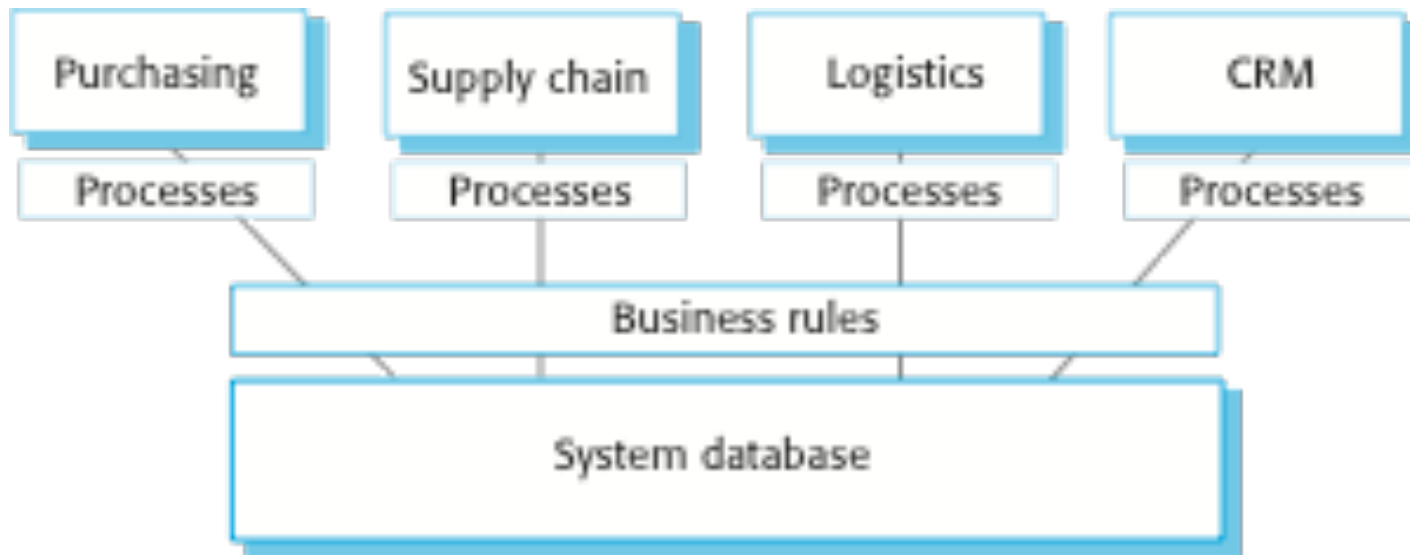 Purchasing
Supply chain
Logistics
CRM
Processes
Processes
Processes
Processes
Business rules
System database